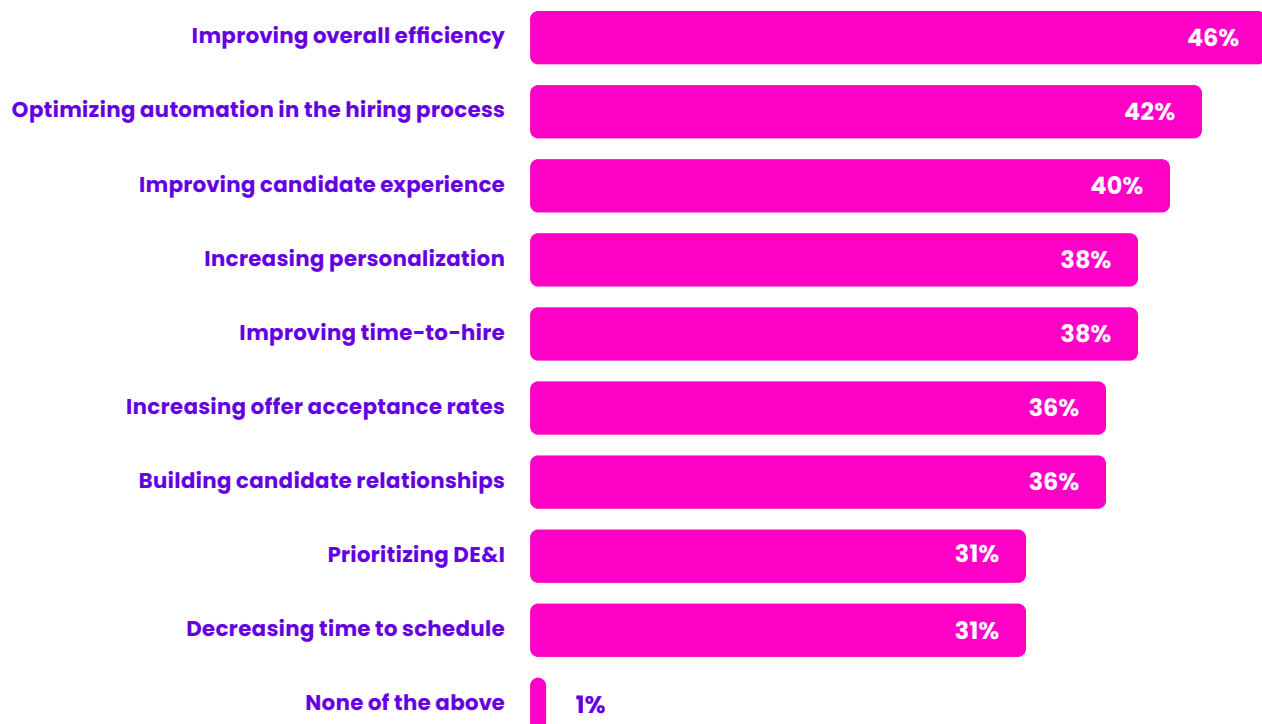 Improving overall efficiency 46%
Optimizing automation in the hiring process 42%
Improving candidate experience 40%
Increasing personalization 38%
Improving time-to-hire 38%
Increasing offer acceptance rates 36%
Building candidate relationships 36%
Prioritizing DE&I 31%
Decreasing time to schedule 31%
None of the above 1%